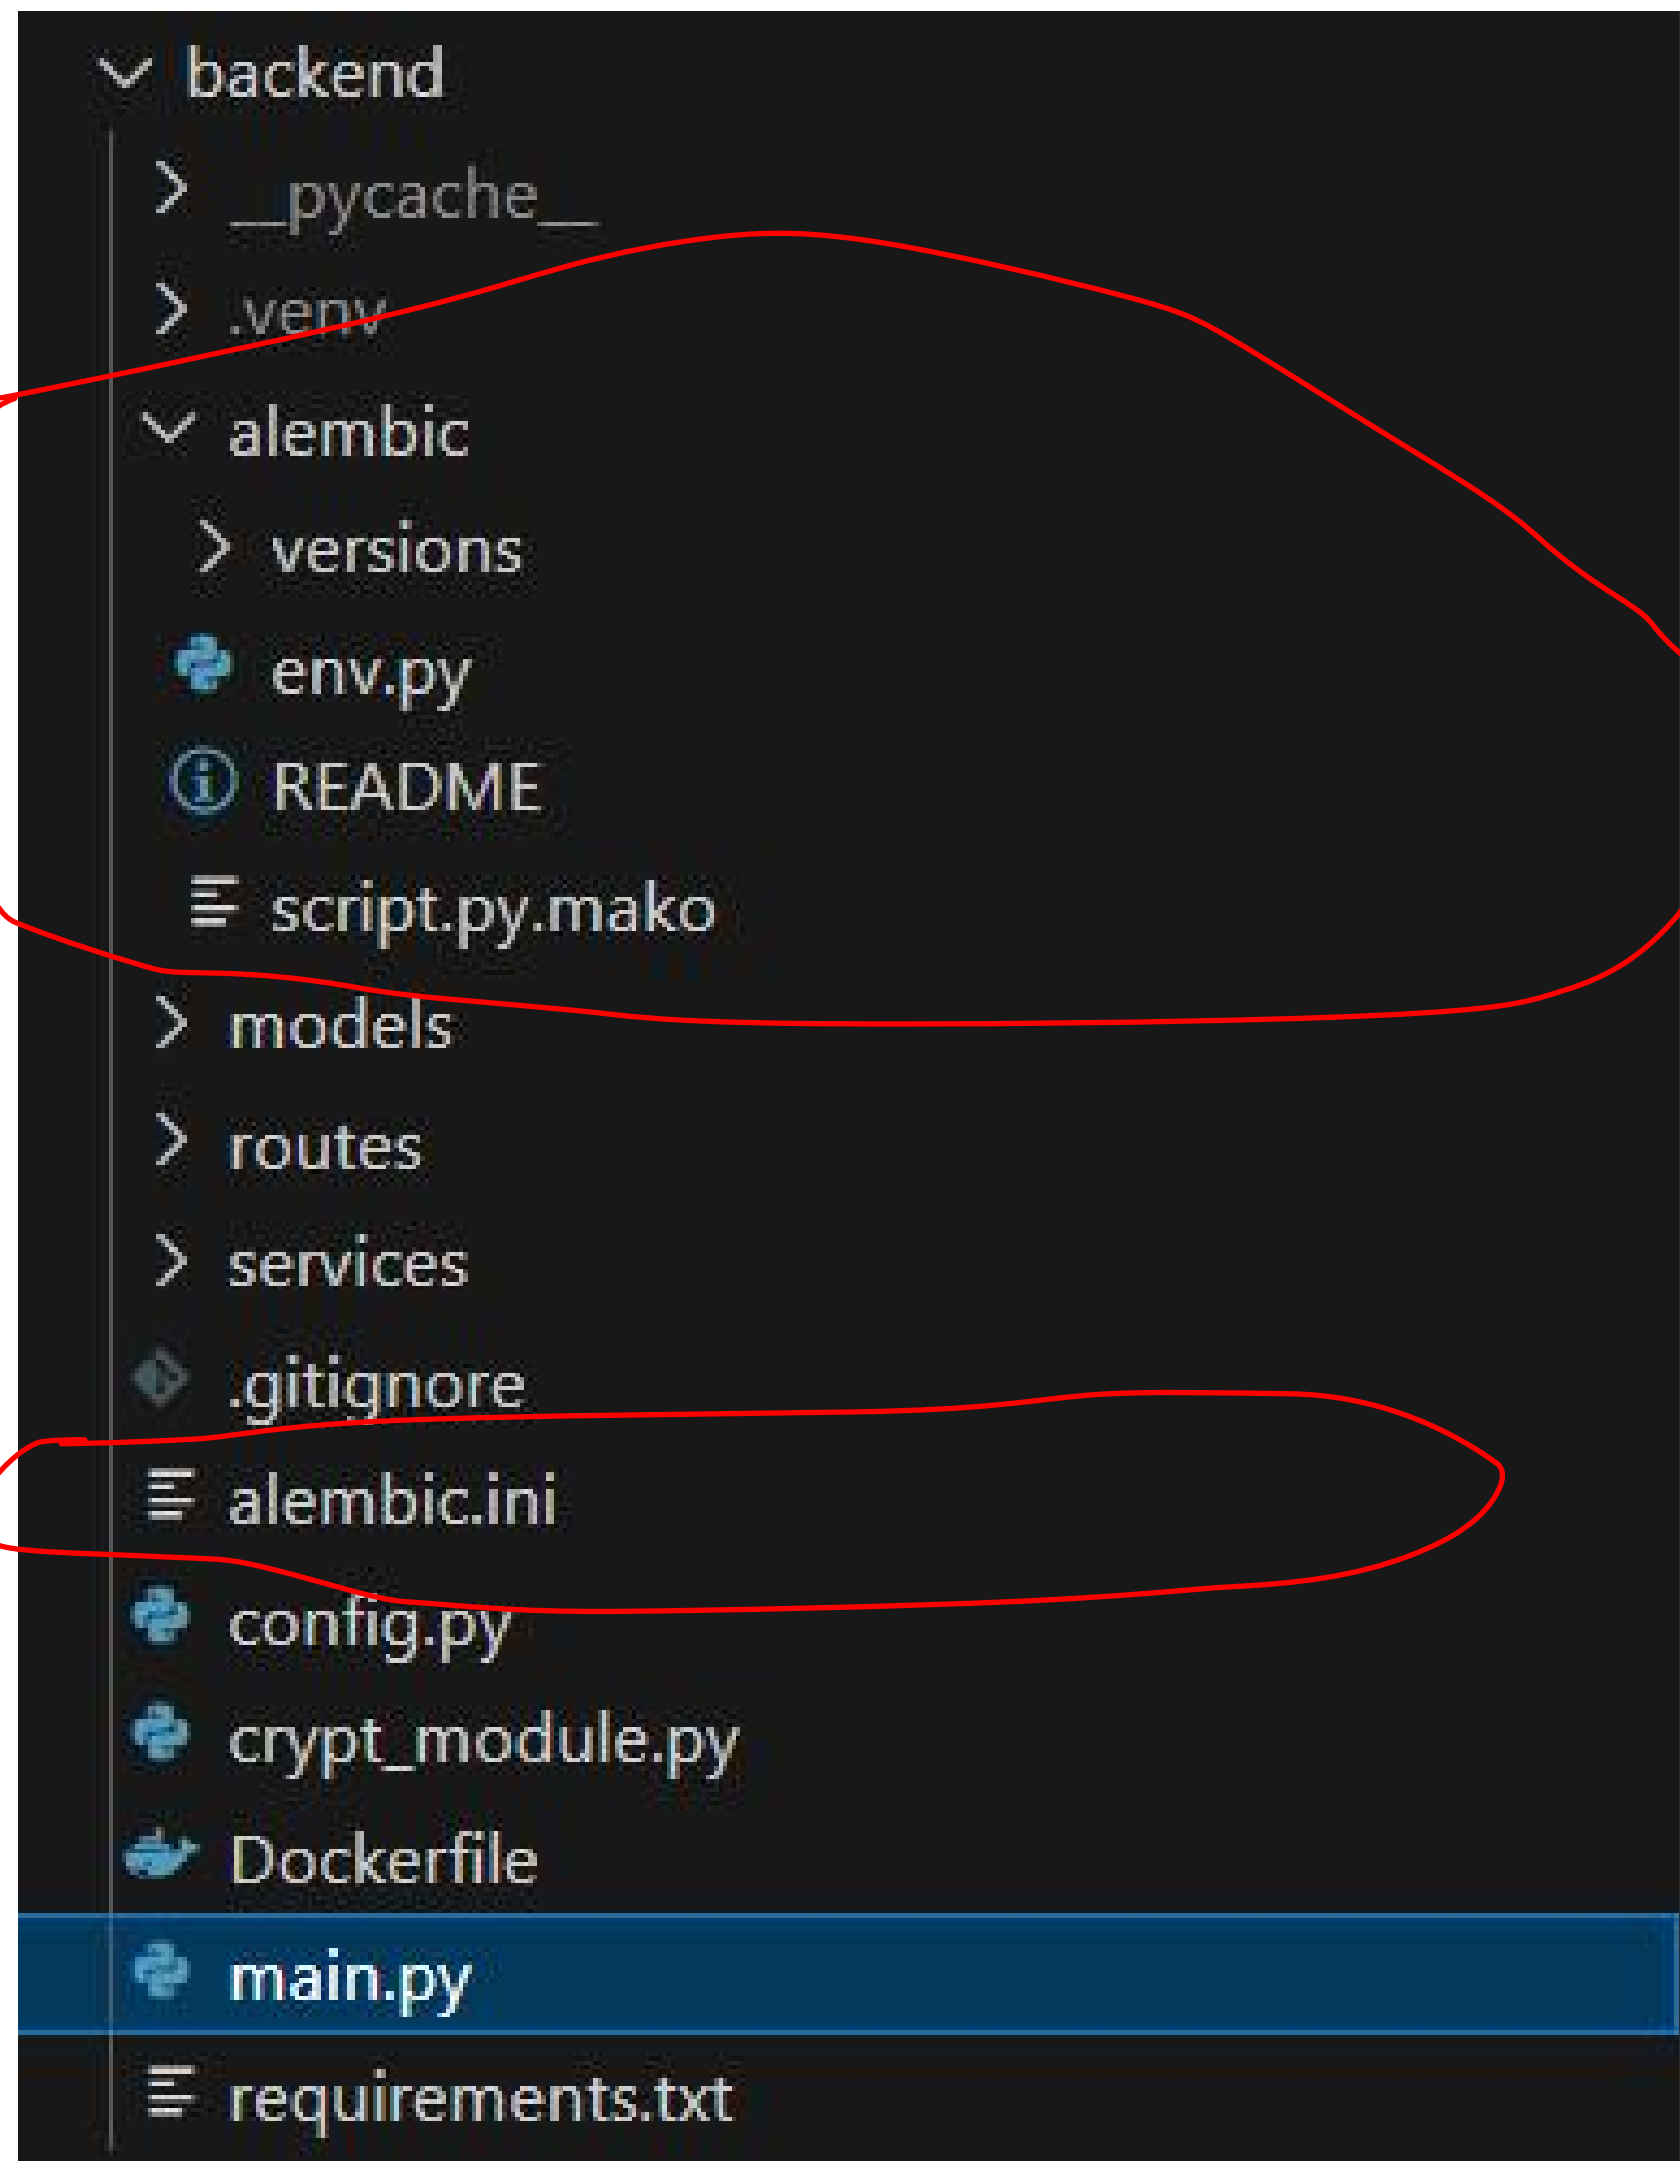 backend
__pycache__
.venv
alembic
versions
env.py
README
script.py.mako
models
routes
services
.gitignore
alembic.ini
config.py
crypt_module.py
Dockerfile
main.py
requirements.txt